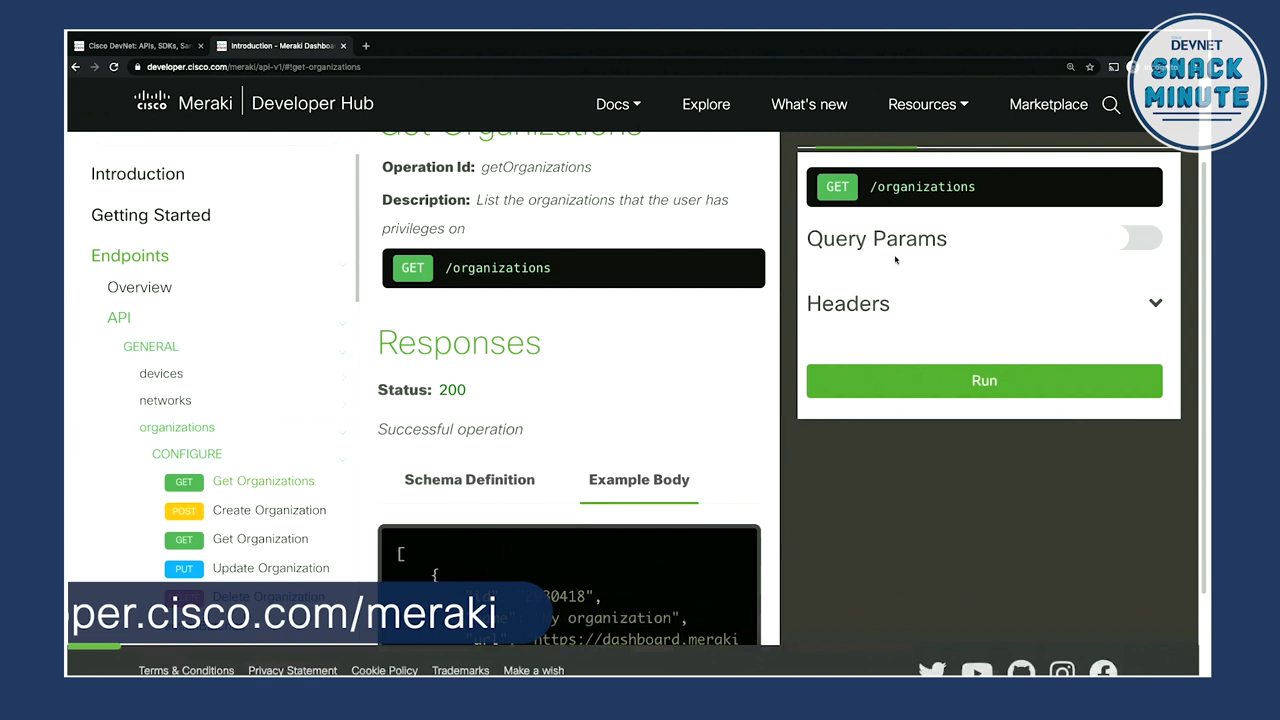 Cisco DevNet: APIs, SDKs, San
Introduction - Meraki Dashboa
developer.cisco.com/meraki/api-v1/#!get-organizations
DEVNET
SNACK
MINUTE
cisco Meraki Developer Hub
Docs
Explore
What's new
Resources
Marketplace
Introduction
Getting Started
Endpoints
Overview
API
GENERAL
devices
networks
organizations
CONFIGURE
GET Get Organizations
POST Create Organization
GET Get Organization
PUT Update Organization
Delete Organization
Get Organizations
Operation Id: getOrganizations
Description: List the organizations that the user has
privileges on
GET /organizations
Responses
Status: 200
Successful operation
Schema Definition
Example Body
[
{
organization",
https://dashboard.meraki
GET /organizations
Query Params
Headers
Run
oper.cisco.com/meraki
Terms & Conditions
Privacy Statement
Cookie Policy
Trademarks
Make a wish